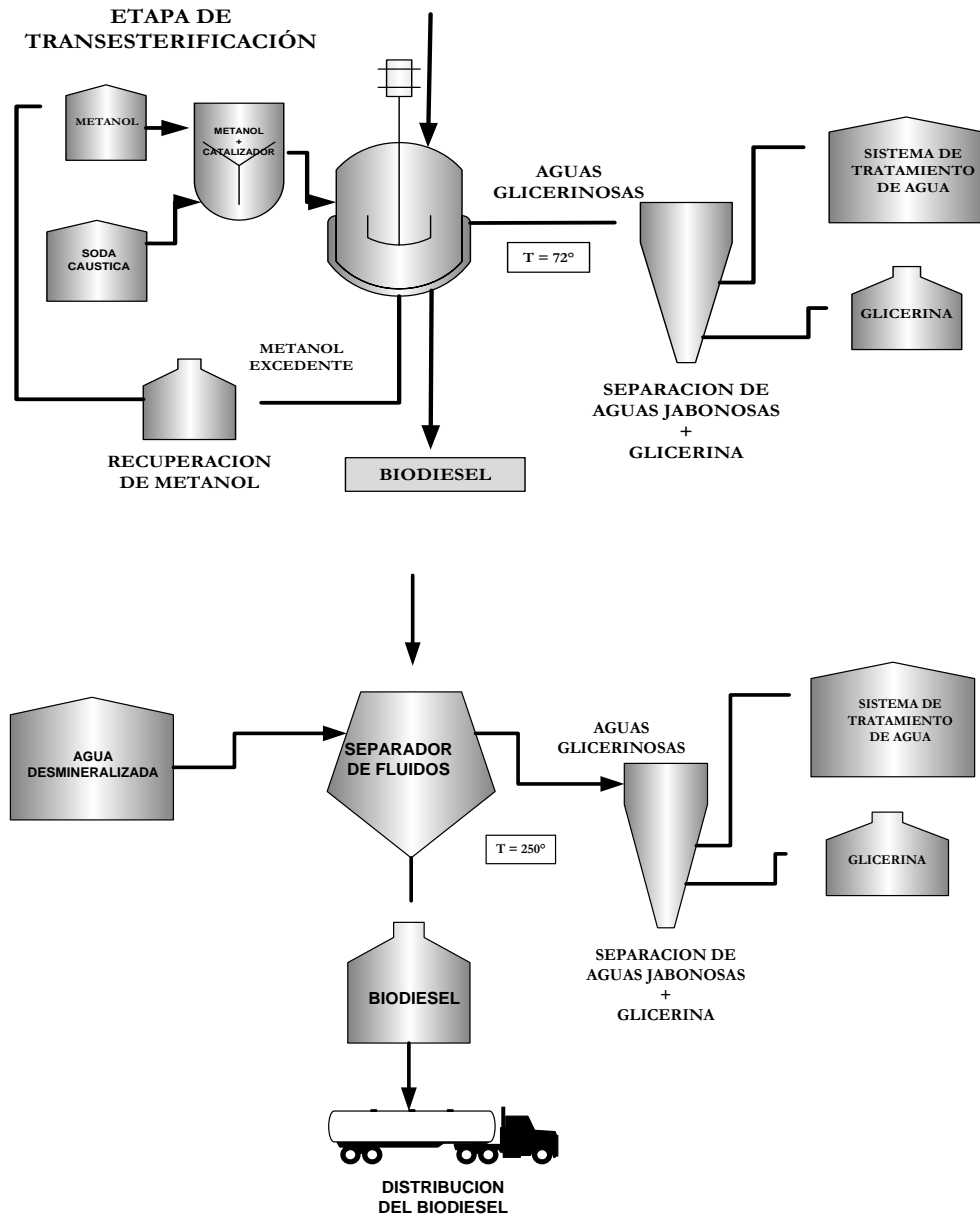 ETAPA DE
TRANSESTERIFICACIÓN
METANOL
METANOL
+
CATALIZADOR
SODA
CAUSTICA
AGUAS
GLICERINOSAS
T = 72°
SISTEMA DE
TRATAMIENTO
DE AGUA
GLICERINA
METANOL
EXCEDENTE
SEPARACION DE
AGUAS JABONOSAS
+
GLICERINA
RECUPERACION
DE METANOL
BIODIESEL
AGUA
DESMINERALIZADA
SEPARADOR
DE FLUIDOS
AGUAS
GLICERINOSAS
T = 250°
SISTEMA DE
TRATAMIENTO
DE AGUA
GLICERINA
SEPARACION DE
AGUAS JABONOSAS
+
GLICERINA
BIODIESEL
DISTRIBUCION
DEL BIODIESEL